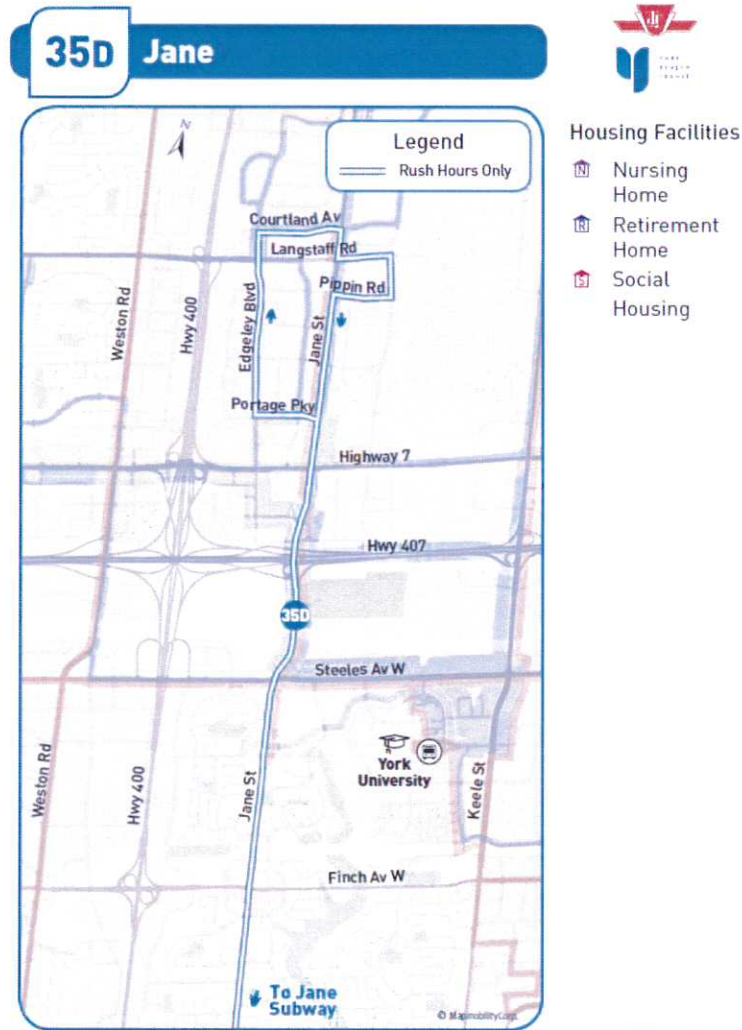 35D Jane
Legend
Rush Hours Only
N
Courtland Av
Langstaff Rd
Pippin Rd
Weston Rd
Hwy 400
Edgeley Blvd
Jane St
Portage Pky
Highway 7
Hwy 407
35D
Steeles Av W
York
University
Weston Rd
Hwy 400
Jane St
Keele St
Finch Av W
To Jane
Subway
© MapmobilityCorp.
Housing Facilities
N Nursing
Home
R Retirement
Home
S Social
Housing